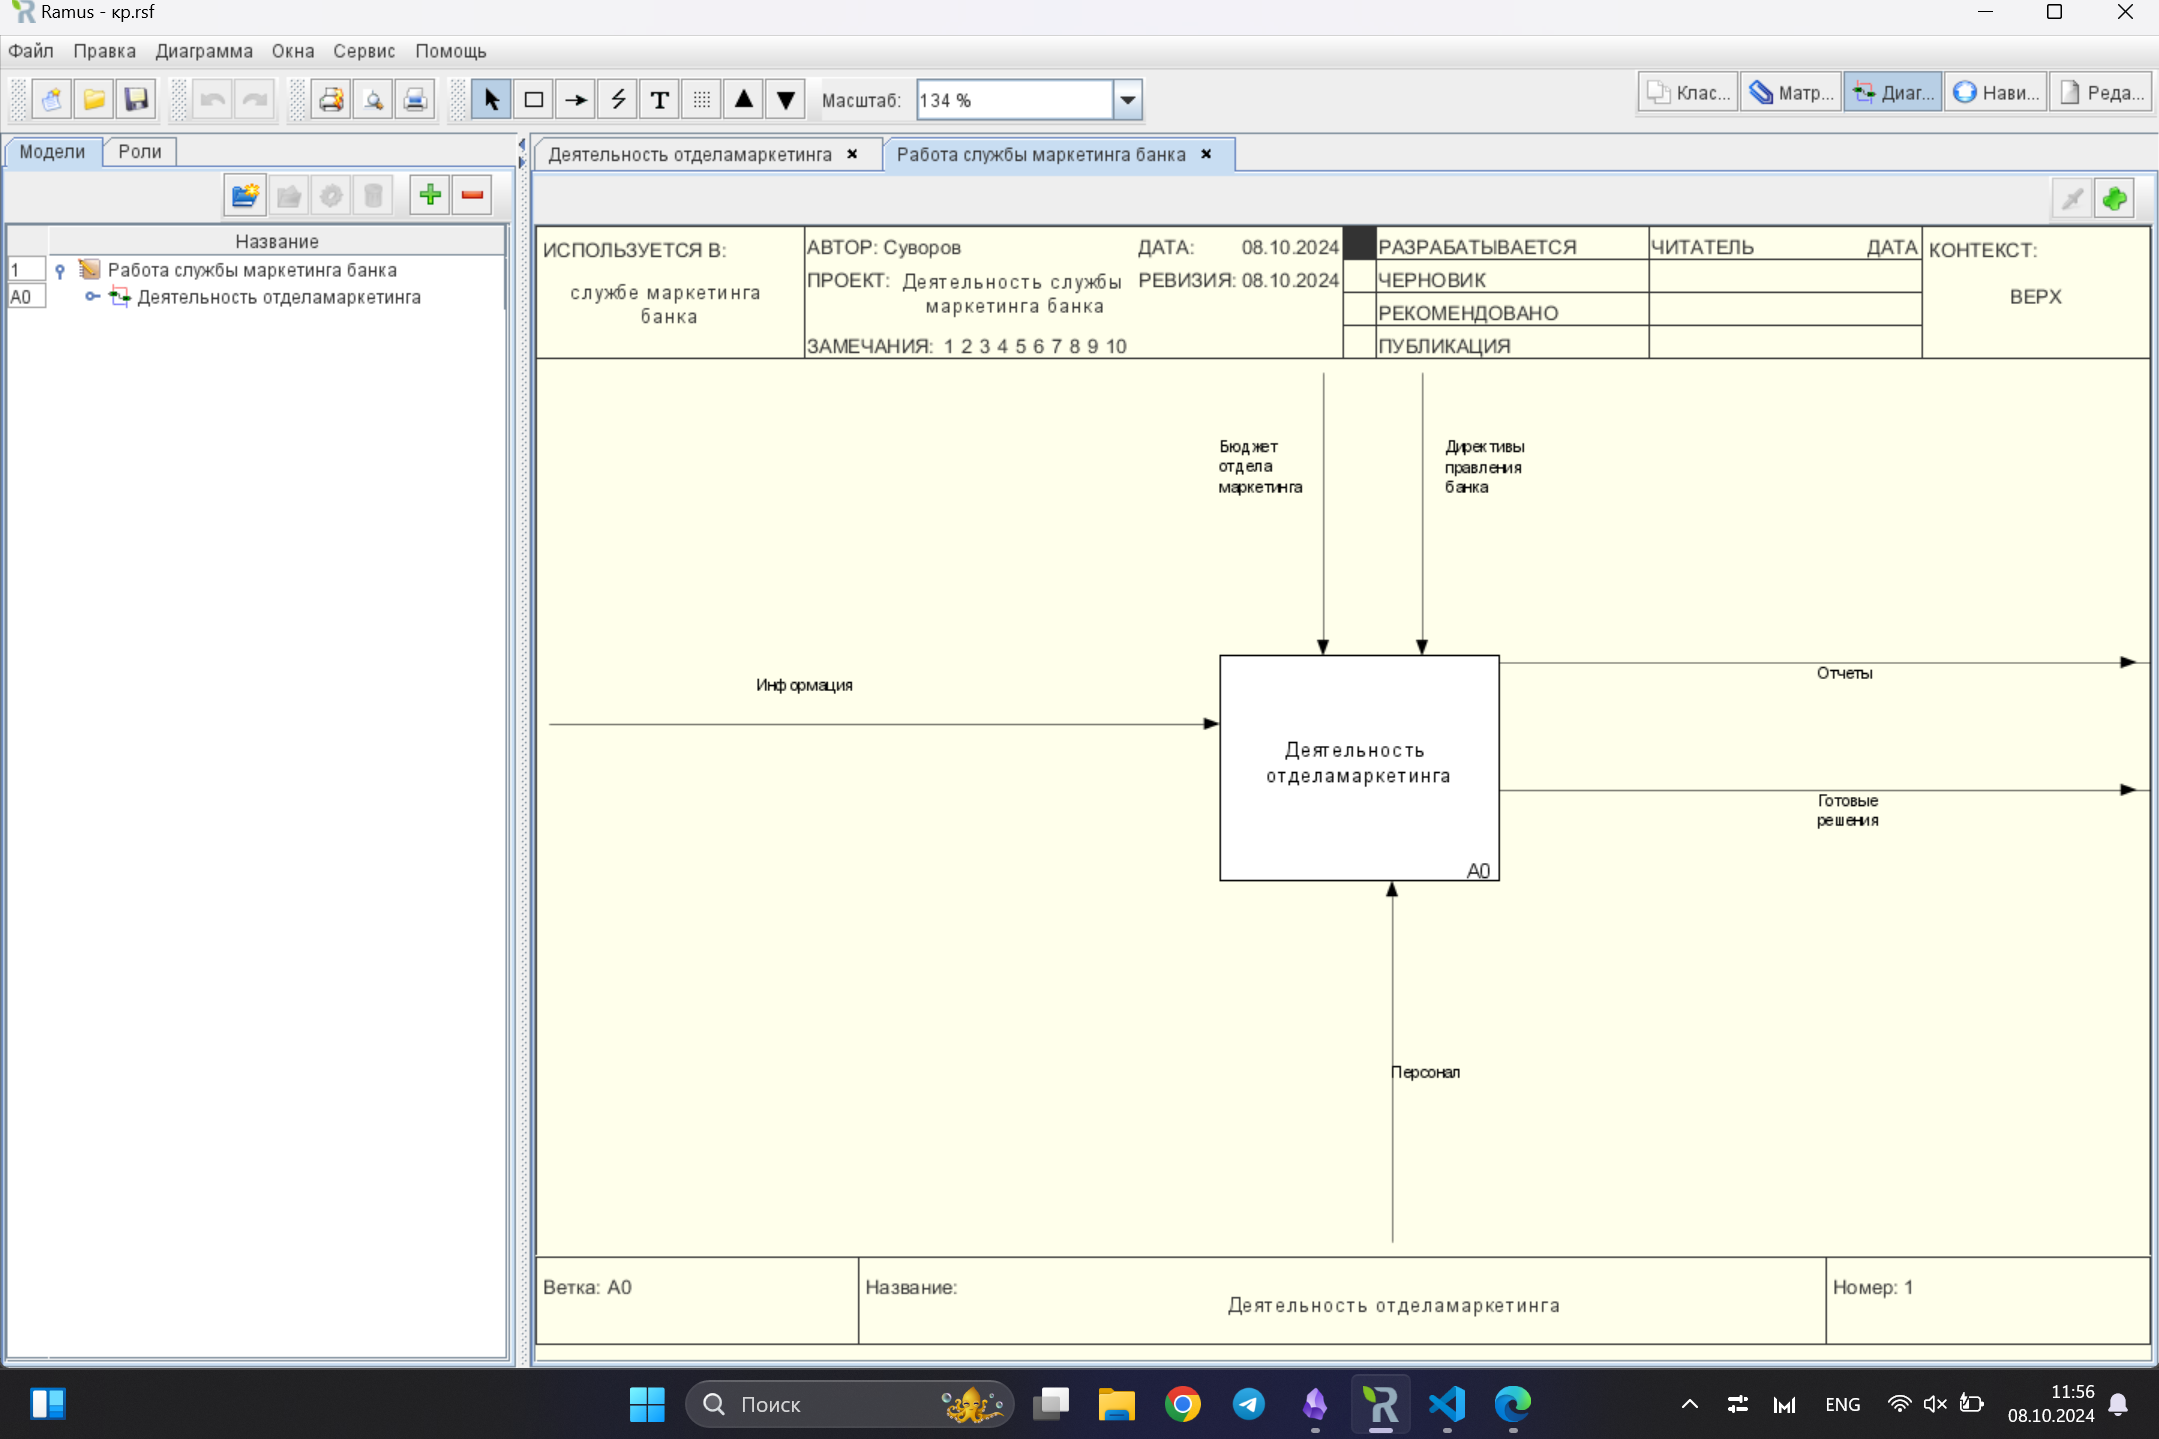 Ramus - кр.rsf
Файл Правка Диаграмма Окна Сервис Помощь
T Масштаб: 134 % Клас... Матр... Диаг... Нави... Реда...
Модели Роли
Деятельность отделамаркетинга Работа службы маркетинга банка
Название
1 Работа службы маркетинга банка
A0 Деятельность отделамаркетинга
ИСПОЛЬЗУЕТСЯ В:
службе маркетинга
банка
АВТОР: Суворов ДАТА: 08.10.2024
ПРОЕКТ: Деятельность службы
маркетинга банка
РЕВИЗИЯ: 08.10.2024
ЗАМЕЧАНИЯ: 1 2 3 4 5 6 7 8 9 10
РАЗРАБАТЫВАЕТСЯ
ЧЕРНОВИК
РЕКОМЕНДОВАНО
ПУБЛИКАЦИЯ
ЧИТАТЕЛЬ ДАТА
КОНТЕКСТ:
ВЕРХ
Бюджет
отдела
маркетинга
Директивы
правления
банка
Информация
Отчеты
Деятельность
отделамаркетинга
A0
Готовые
решения
Персонал
Ветка: A0
Название:
Деятельность отделамаркетинга
Номер: 1
Поиск
ENG
11:56
08.10.2024